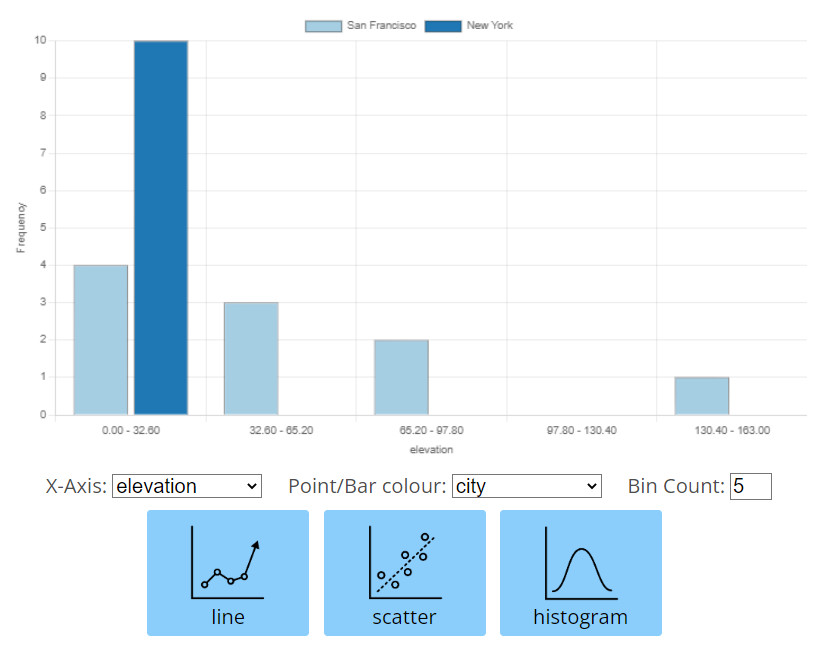 San Francisco New York
10
9
8
7
6
5
4
3
2
1
0
Frequency
0.00 - 32.60 32.60 - 65.20 65.20 - 97.80 97.80 - 130.40 130.40 - 163.00
elevation
X-Axis: elevation Point/Bar colour: city Bin Count: 5
line scatter histogram